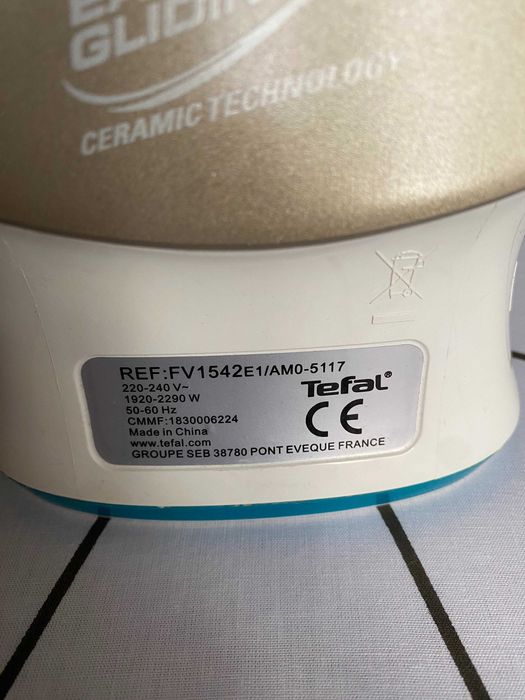 GLIDIN
CERAMIC TECHNOLOGY
REF:FV1542E1/AM0-5117
220-240 V~
1920-2290 W
50-60 Hz
CMMF:1830006224
Made in China
www.tefal.com
GROUPE SEB 38780 PONT EVEQUE FRANCE
Tefal®
CE